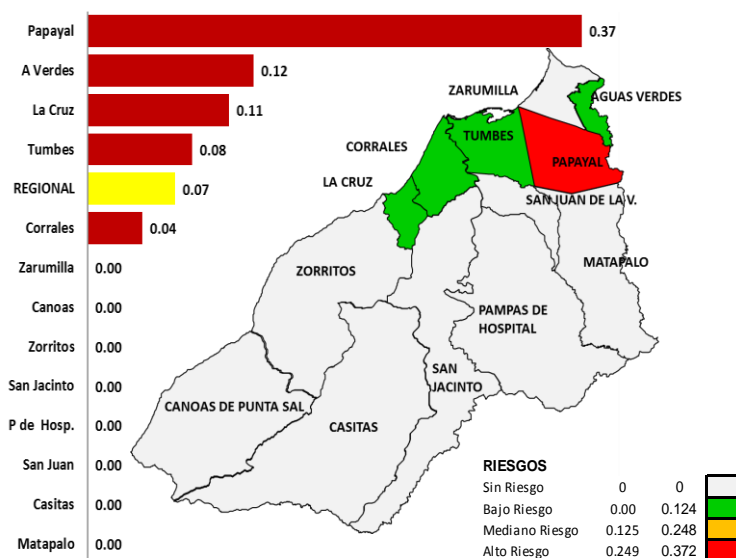 Papayal 0.37
A Verdes 0.12
La Cruz 0.11
Tumbes 0.08
REGIONAL 0.07
Corrales 0.04
Zarumilla 0.00
Canoas 0.00
Zorritos 0.00
San Jacinto 0.00
P de Hosp. 0.00
San Juan 0.00
Casitas 0.00
Matapalo 0.00
ZARUMILLA
AGUAS VERDES
CORRALES
TUMBES
PAPAYAL
LA CRUZ
SAN JUAN DE LA V.
ZORRITOS
MATAPALO
PAMPAS DE
HOSPITAL
SAN
JACINTO
CANOAS DE PUNTA SAL
CASITAS
RIESGOS
Sin Riesgo 0 0
Bajo Riesgo 0.00 0.124
Mediano Riesgo 0.125 0.248
Alto Riesgo 0.249 0.372